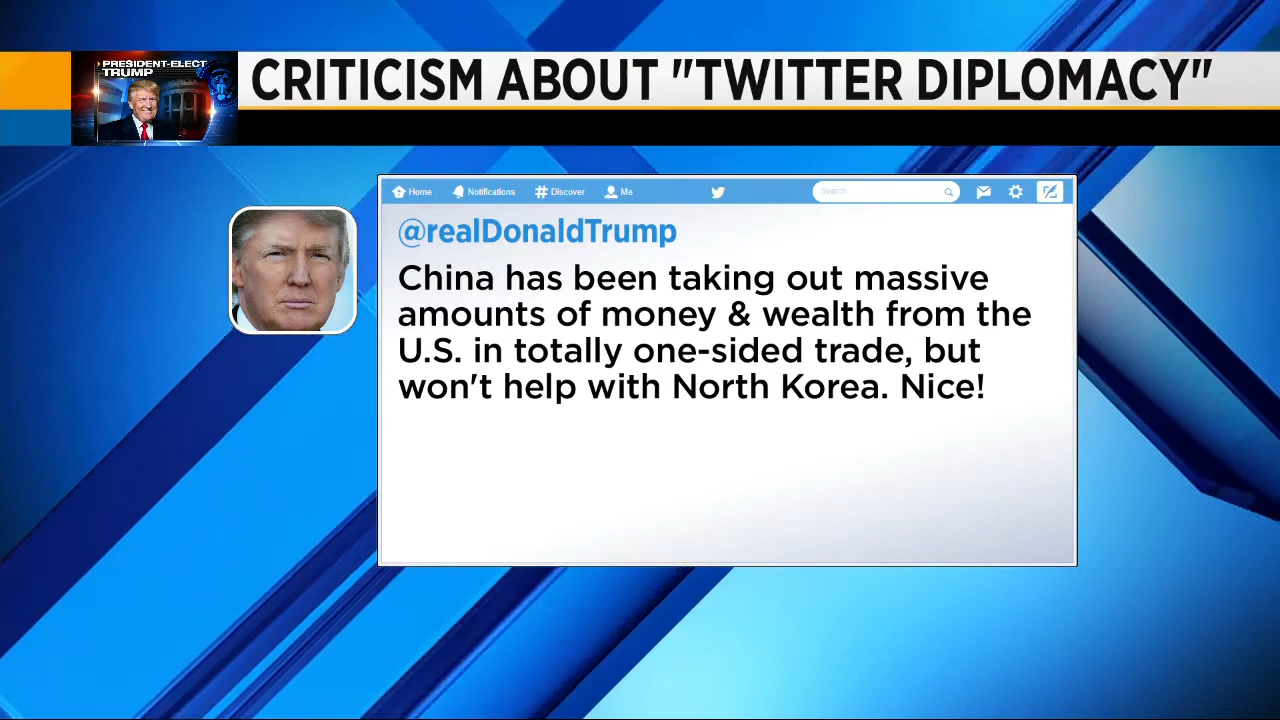 PRESIDENT-ELECT
TRUMP
CRITICISM ABOUT "TWITTER DIPLOMACY"
Home Notifications Discover Me Search
@realDonaldTrump
China has been taking out massive
amounts of money & wealth from the
U.S. in totally one-sided trade, but
won't help with North Korea. Nice!